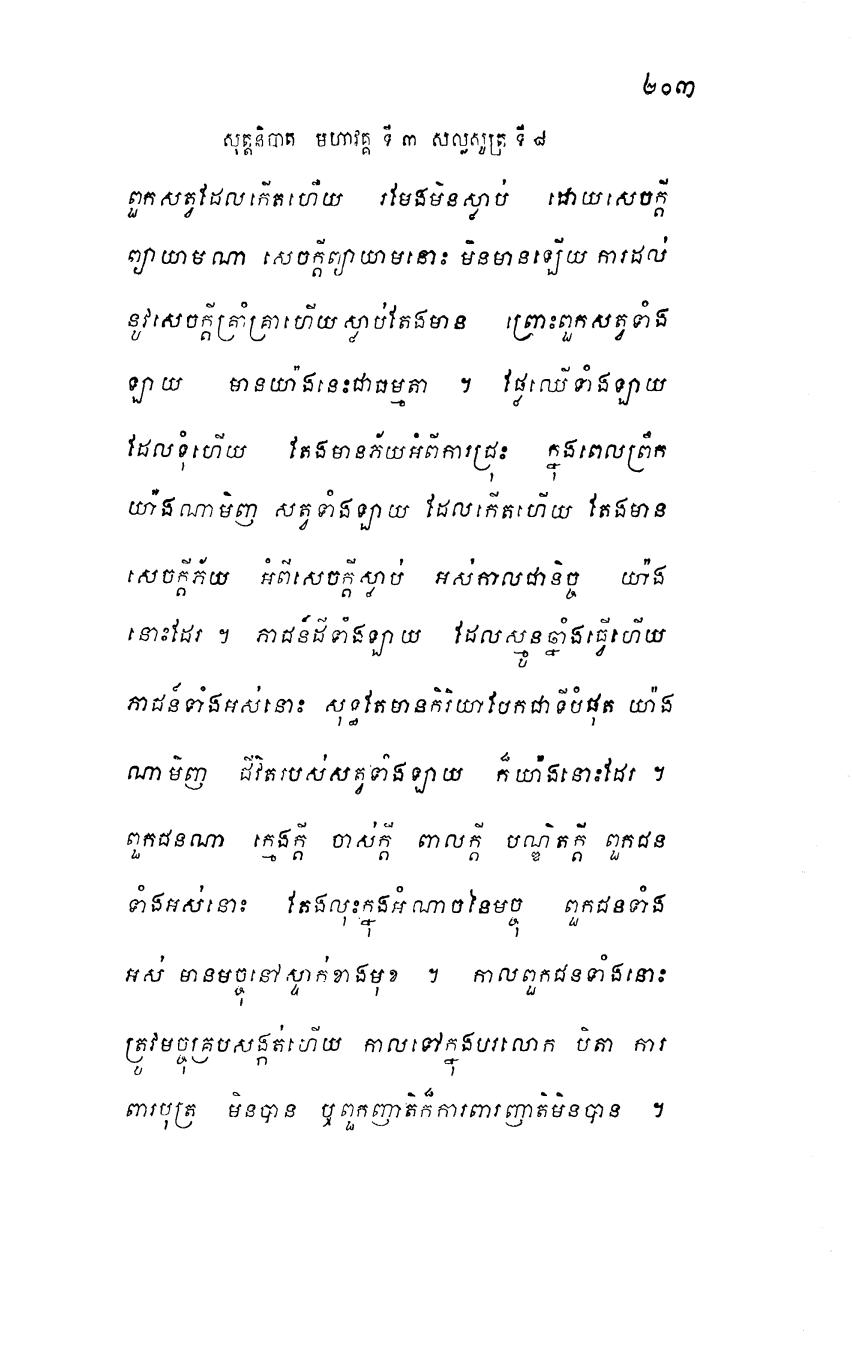 ២០៣
សុត្តនិបាត មហាវគ្គ ទី ៣ សល្លសូត្រ ទី ៨
ពួកសត្វដែលកើតហើយ រមែងមិនស្លាប់ ដោយសេចក្តី
ព្យាយាមណា សេចក្តីព្យាយាមនោះ មិនមានឡើយ ការដល់
នូវសេចក្តីគ្រាំគ្រាហើយស្លាប់តែងមាន ព្រោះពួកសត្វទាំង
ឡាយ មានយ៉ាងនេះជាធម្មតា ។ ផ្លែឈើទាំងឡាយ
ដែលទុំហើយ តែងមានភ័យអំពីការជ្រុះ ក្នុងពេលព្រឹក
យ៉ាងណាមិញ សត្វទាំងឡាយ ដែលកើតហើយ តែងមាន
សេចក្តីភ័យ អំពីសេចក្តីស្លាប់ អស់កាលជានិច្ច យ៉ាង
នោះដែរ ។ ភាជន៍ដីទាំងឡាយ ដែលស្មូនឆ្នាំងធ្វើហើយ
ភាជន៍ទាំងអស់នោះ សុទ្ធតែមានកិរិយាបែកជាទីបំផុត យ៉ាង
ណាមិញ ជីវិតរបស់សត្វទាំងឡាយ ក៏យ៉ាងនោះដែរ ។
ពួកជនណា ក្មេងក្តី ចាស់ក្តី ពាលក្តី បណ្ឌិតក្តី ពួកជន
ទាំងអស់នោះ តែងលុះក្នុងអំណាចនៃមច្ចុ ពួកជនទាំង
អស់ មានមច្ចុនៅស្ទាក់ខាងមុខ ។ កាលពួកជនទាំងនោះ
ត្រូវមច្ចុគ្របសង្កត់ហើយ កាលទៅក្នុងបរលោក បិតា ការ
ពារបុត្រ មិនបាន ឬពួកញាតិក៏ការពារញាតិមិនបាន ។